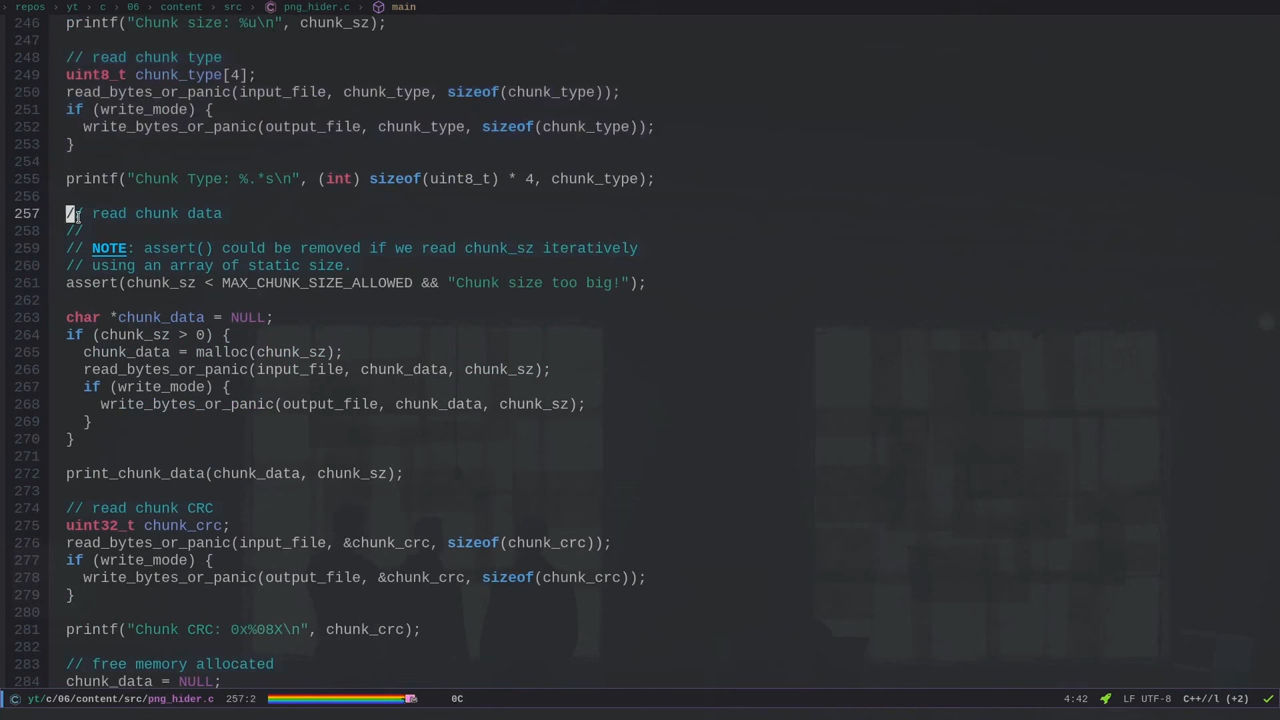 repos > yt > c > 06 > content > src > png_hider.c > main
246 printf("Chunk size: %u\n", chunk_sz);
247
248 // read chunk type
249 uint8_t chunk_type[4];
250 read_bytes_or_panic(input_file, chunk_type, sizeof(chunk_type));
251 if (write_mode) {
252 write_bytes_or_panic(output_file, chunk_type, sizeof(chunk_type));
253 }
254
255 printf("Chunk Type: %.*s\n", (int) sizeof(uint8_t) * 4, chunk_type);
256
257 // read chunk data
258 //
259 // NOTE: assert() could be removed if we read chunk_sz iteratively
260 // using an array of static size.
261 assert(chunk_sz < MAX_CHUNK_SIZE_ALLOWED && "Chunk size too big!");
262
263 char *chunk_data = NULL;
264 if (chunk_sz > 0) {
265 chunk_data = malloc(chunk_sz);
266 read_bytes_or_panic(input_file, chunk_data, chunk_sz);
267 if (write_mode) {
268 write_bytes_or_panic(output_file, chunk_data, chunk_sz);
269 }
270 }
271
272 print_chunk_data(chunk_data, chunk_sz);
273
274 // read chunk CRC
275 uint32_t chunk_crc;
276 read_bytes_or_panic(input_file, &chunk_crc, sizeof(chunk_crc));
277 if (write_mode) {
278 write_bytes_or_panic(output_file, &chunk_crc, sizeof(chunk_crc));
279 }
280
281 printf("Chunk CRC: 0x%08X\n", chunk_crc);
282
283 // free memory allocated
284 chunk_data = NULL;
yt/c/06/content/src/png_hider.c 257:2 0C 4:42 LF UTF-8 C++//l (+2)